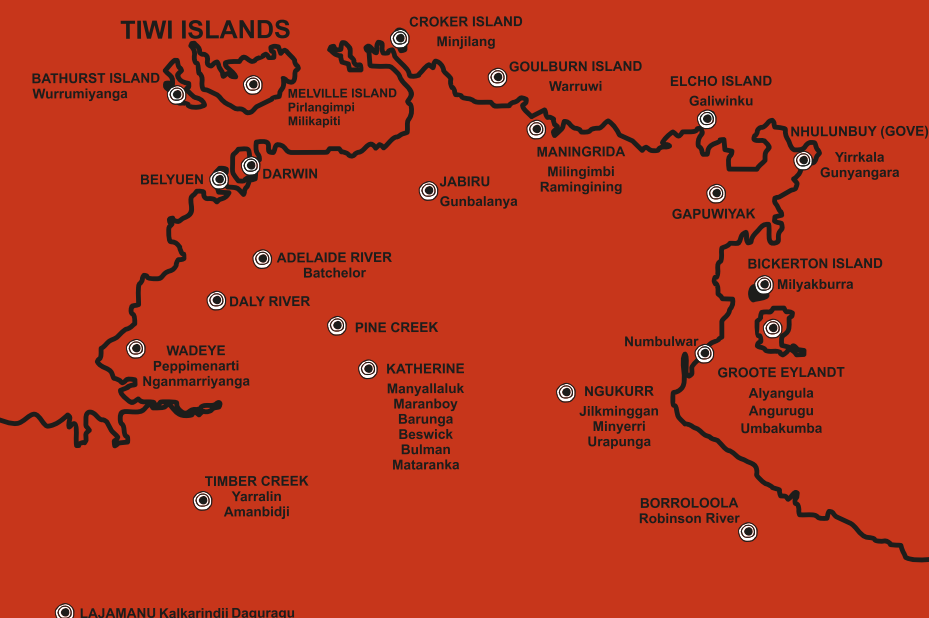 TIWI ISLANDS
CROKER ISLAND
Minjilang
BATHURST ISLAND
Wurrumiyanga
MELVILLE ISLAND
Pirlangimpi
Milikapiti
GOULBURN ISLAND
Warruwi
ELCHO ISLAND
Galiwinku
MANINGRIDA
Milingimbi
Ramingining
NHULUNBUY (GOVE)
Yirrkala
Gunyangara
BELYUEN
DARWIN
JABIRU
Gunbalanya
GAPUWIYAK
ADELAIDE RIVER
Batchelor
BICKERTON ISLAND
Milyakburra
DALY RIVER
PINE CREEK
Numbulwar
WADEYE
Peppimenarti
Nganmarriyanga
KATHERINE
Manyallaluk
Maranboy
Barunga
Beswick
Bulman
Mataranka
NGUKURR
Jilkminggan
Minyerri
Urapunga
GROOTE EYLANDT
Alyangula
Angurugu
Umbakumba
TIMBER CREEK
Yarralin
Amanbidji
BORROLOOLA
Robinson River
LAJAMANU Kalkarindji Daguragu